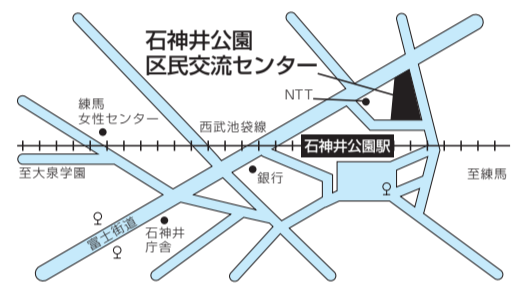 石神井公園
区民交流センター
NTT
練馬
女性センター
西武池袋線
石神井公園駅
至大泉学園
銀行
至練馬
富士街道
石神井
庁舎